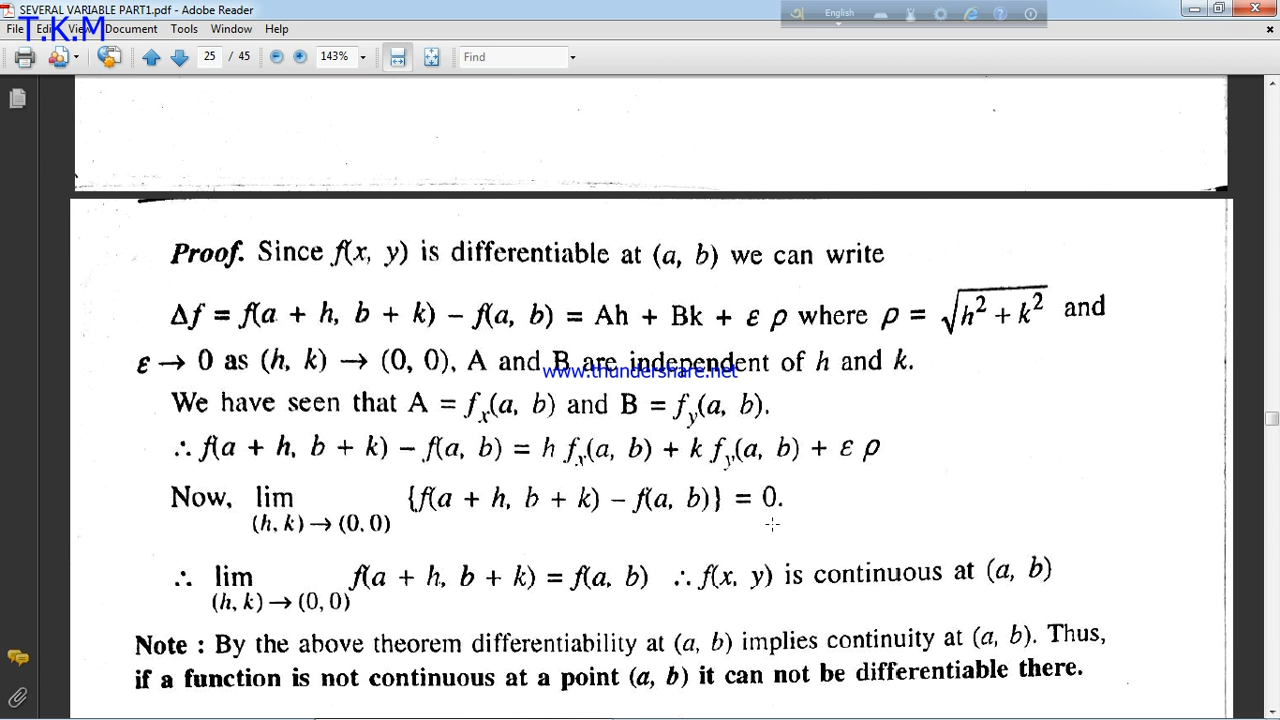 SEVERAL VARIABLE PART1.pdf - Adobe Reader
English
T.K.M
File Edit View Document Tools Window Help
25 / 45 143% Find
Proof. Since f(x, y) is differentiable at (a, b) we can write
Δf = f(a + h, b + k) − f(a, b) = Ah + Bk + ε ρ where ρ = √(h² + k²) and
ε → 0 as (h, k) → (0, 0), A and B are independent of h and k.
www.thundershare.net
We have seen that A = fₓ(a, b) and B = f_y(a, b).
∴ f(a + h, b + k) − f(a, b) = h fₓ(a, b) + k f_y(a, b) + ε ρ
Now, lim {f(a + h, b + k) − f(a, b)} = 0.
(h, k) → (0, 0)
∴ lim f(a + h, b + k) = f(a, b) ∴ f(x, y) is continuous at (a, b)
(h, k) → (0, 0)
Note : By the above theorem differentiability at (a, b) implies continuity at (a, b). Thus,
if a function is not continuous at a point (a, b) it can not be differentiable there.